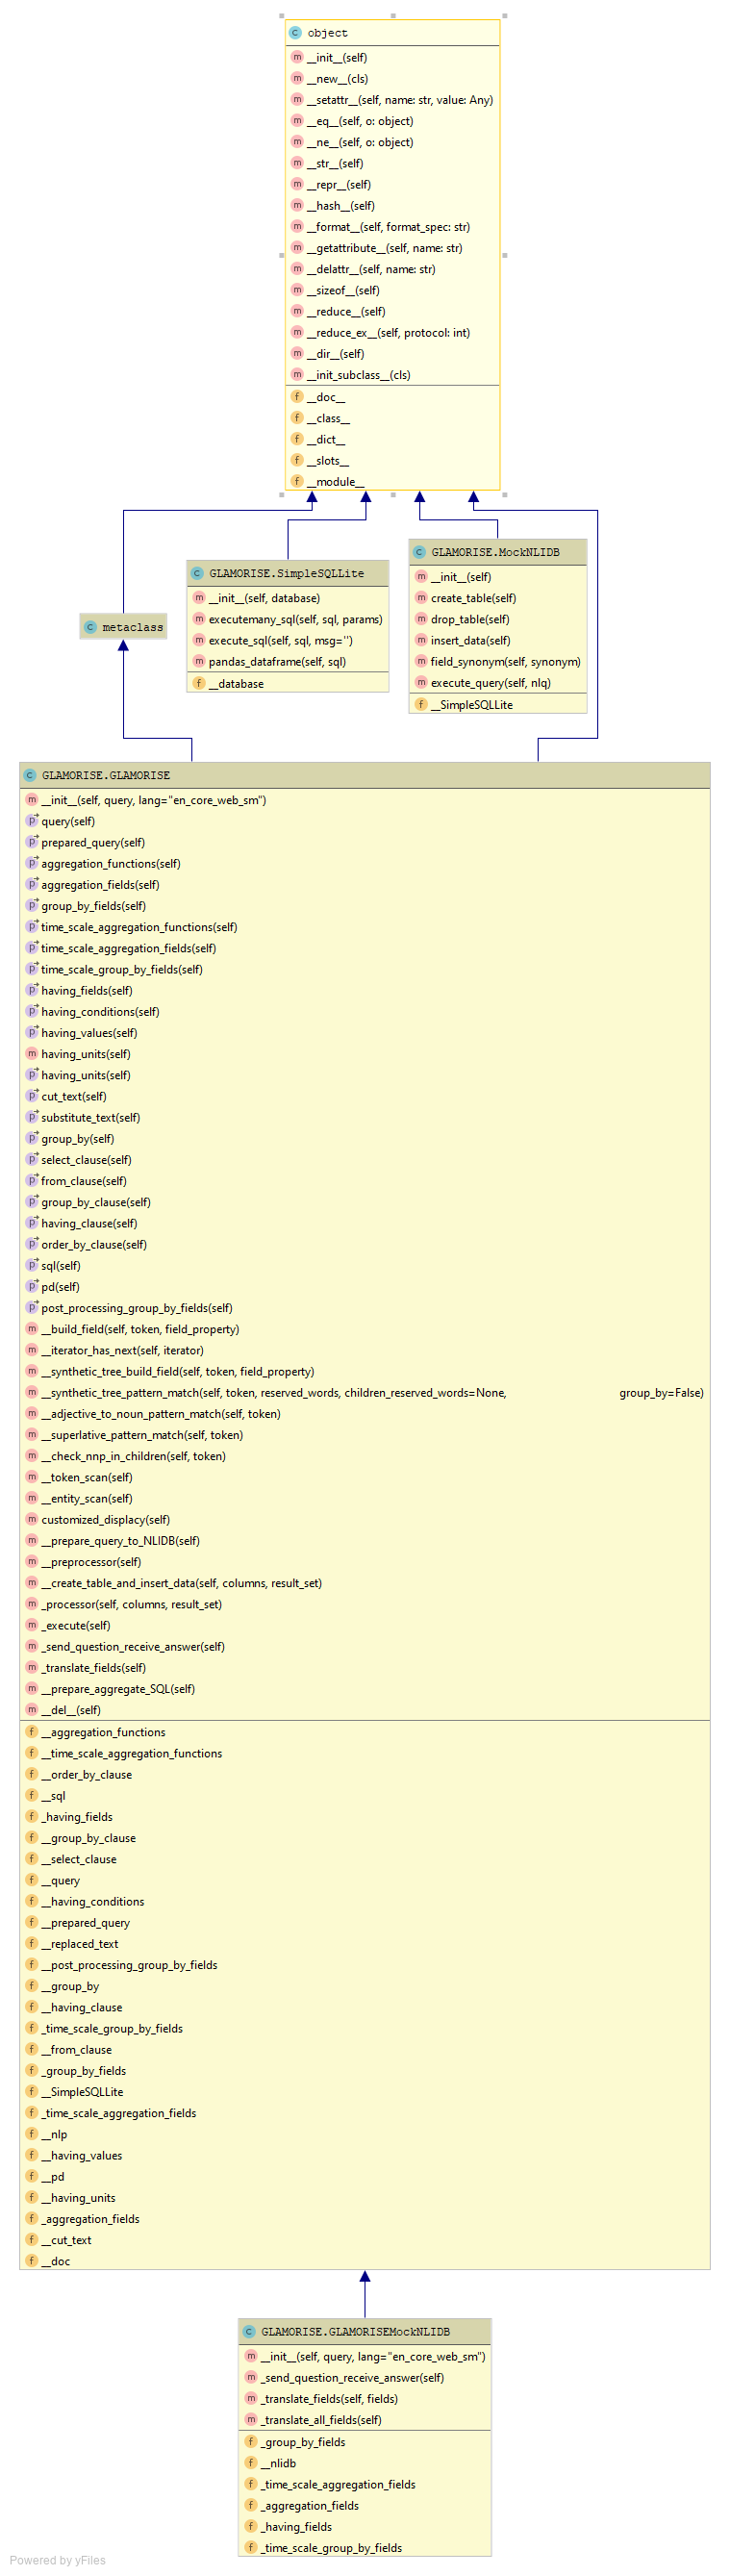 object
__init__(self)
__new__(cls)
__setattr__(self, name: str, value: Any)
__eq__(self, o: object)
__ne__(self, o: object)
__str__(self)
__repr__(self)
__hash__(self)
__format__(self, format_spec: str)
__getattribute__(self, name: str)
__delattr__(self, name: str)
__sizeof__(self)
__reduce__(self)
__reduce_ex__(self, protocol: int)
__dir__(self)
__init_subclass__(cls)
__doc__
__class__
__dict__
__slots__
__module__
metaclass
GLAMORISE.SimpleSQLLite
__init__(self, database)
executemany_sql(self, sql, params)
execute_sql(self, sql, msg='')
pandas_dataframe(self, sql)
__database
GLAMORISE.MockNLIDB
__init__(self)
create_table(self)
drop_table(self)
insert_data(self)
field_synonym(self, synonym)
execute_query(self, nlq)
__SimpleSQLLite
GLAMORISE.GLAMORISE
__init__(self, query, lang="en_core_web_sm")
query(self)
prepared_query(self)
aggregation_functions(self)
aggregation_fields(self)
group_by_fields(self)
time_scale_aggregation_functions(self)
time_scale_aggregation_fields(self)
time_scale_group_by_fields(self)
having_fields(self)
having_conditions(self)
having_values(self)
having_units(self)
having_units(self)
cut_text(self)
substitute_text(self)
group_by(self)
select_clause(self)
from_clause(self)
group_by_clause(self)
having_clause(self)
order_by_clause(self)
sql(self)
pd(self)
post_processing_group_by_fields(self)
__build_field(self, token, field_property)
__iterator_has_next(self, iterator)
__synthetic_tree_build_field(self, token, field_property)
__synthetic_tree_pattern_match(self, token, reserved_words, children_reserved_words=None, group_by=False)
__adjective_to_noun_pattern_match(self, token)
__superlative_pattern_match(self, token)
__check_nnp_in_children(self, token)
__token_scan(self)
__entity_scan(self)
customized_displacy(self)
__prepare_query_to_NLIDB(self)
__preprocessor(self)
__create_table_and_insert_data(self, columns, result_set)
_processor(self, columns, result_set)
_execute(self)
_send_question_receive_answer(self)
_translate_fields(self)
__prepare_aggregate_SQL(self)
__del__(self)
__aggregation_functions
__time_scale_aggregation_functions
__order_by_clause
__sql
_having_fields
__group_by_clause
__select_clause
__query
__having_conditions
__prepared_query
__replaced_text
__post_processing_group_by_fields
__group_by
__having_clause
_time_scale_group_by_fields
__from_clause
_group_by_fields
__SimpleSQLLite
_time_scale_aggregation_fields
__nlp
__having_values
__pd
__having_units
_aggregation_fields
__cut_text
__doc
GLAMORISE.GLAMORISEMockNLIDB
__init__(self, query, lang="en_core_web_sm")
_send_question_receive_answer(self)
_translate_fields(self, fields)
_translate_all_fields(self)
_group_by_fields
__nlidb
_time_scale_aggregation_fields
_aggregation_fields
_having_fields
_time_scale_group_by_fields
Powered by yFiles